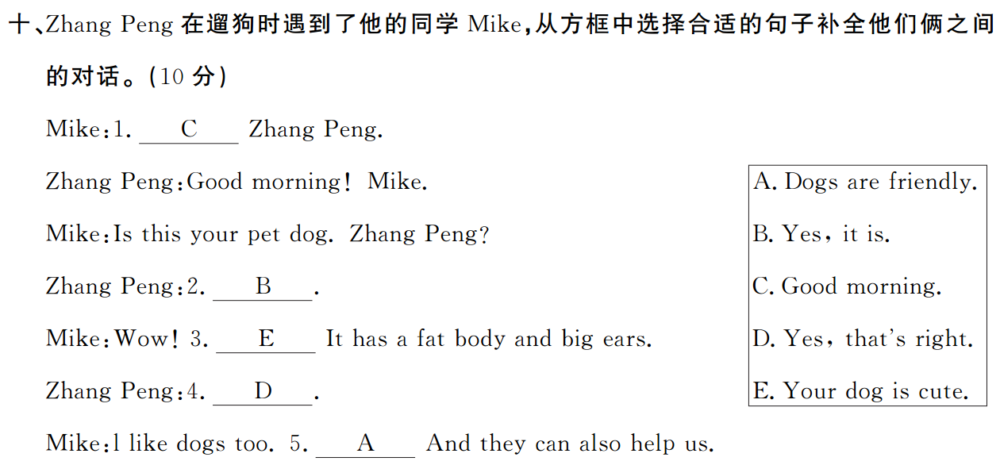 十、Zhang Peng 在遛狗时遇到了他的同学 Mike,从方框中选择合适的句子补全他们俩之间
的对话。(10 分)
Mike:1. C Zhang Peng.
Zhang Peng:Good morning! Mike.
Mike:Is this your pet dog. Zhang Peng?
Zhang Peng:2. B .
Mike:Wow! 3. E It has a fat body and big ears.
Zhang Peng:4. D .
Mike:l like dogs too. 5. A And they can also help us.
A. Dogs are friendly.
B. Yes, it is.
C. Good morning.
D. Yes, that's right.
E. Your dog is cute.